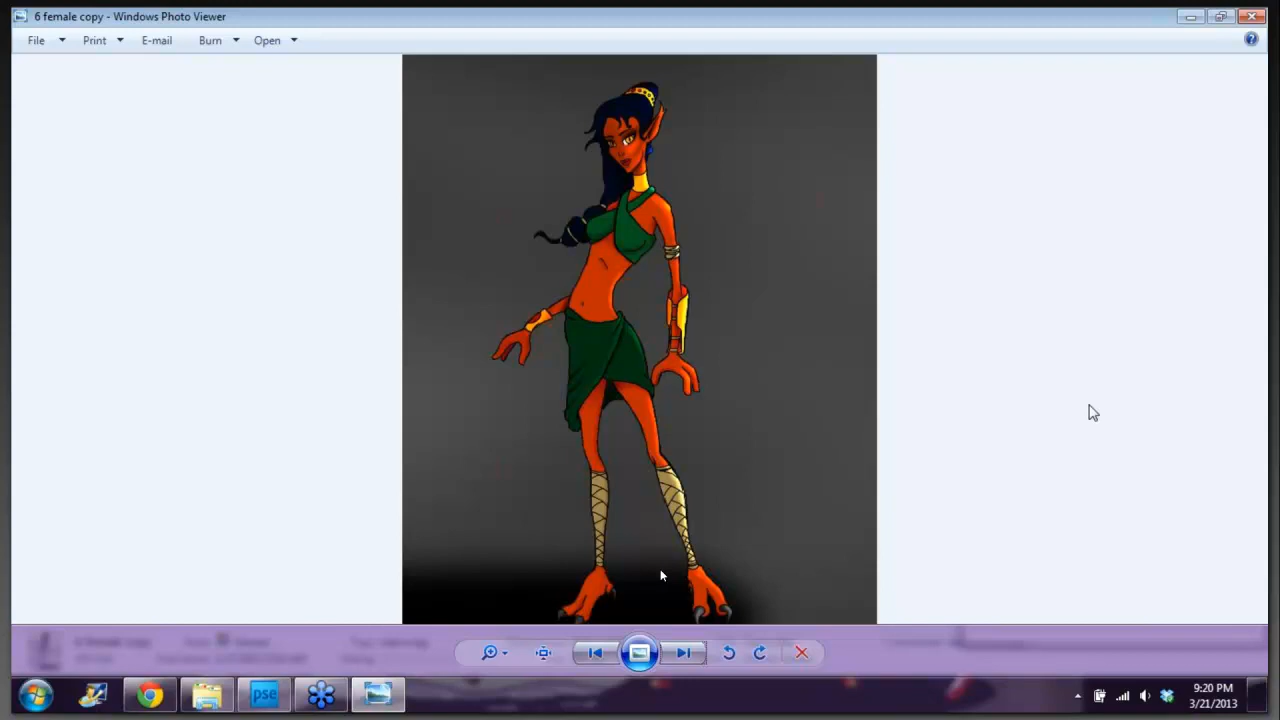 6 female copy - Windows Photo Viewer
File Print E-mail Burn Open
pse
9:20 PM
3/21/2013